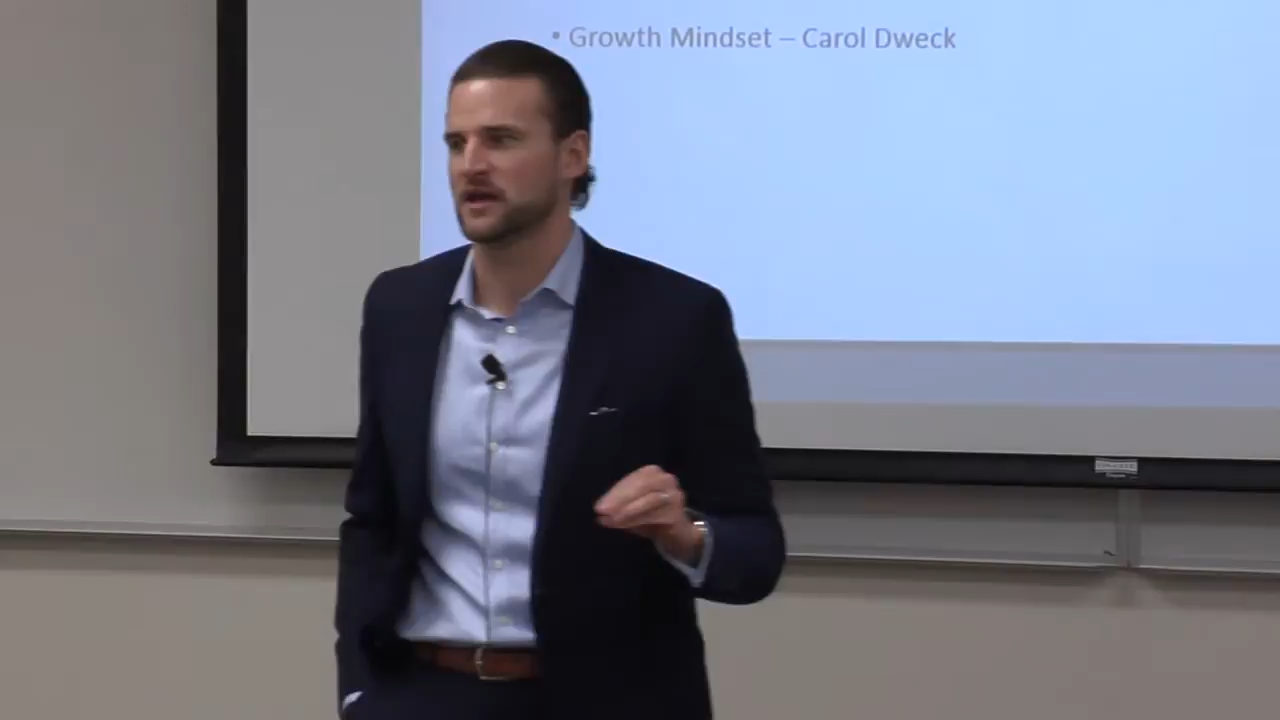 • Growth Mindset – Carol Dweck